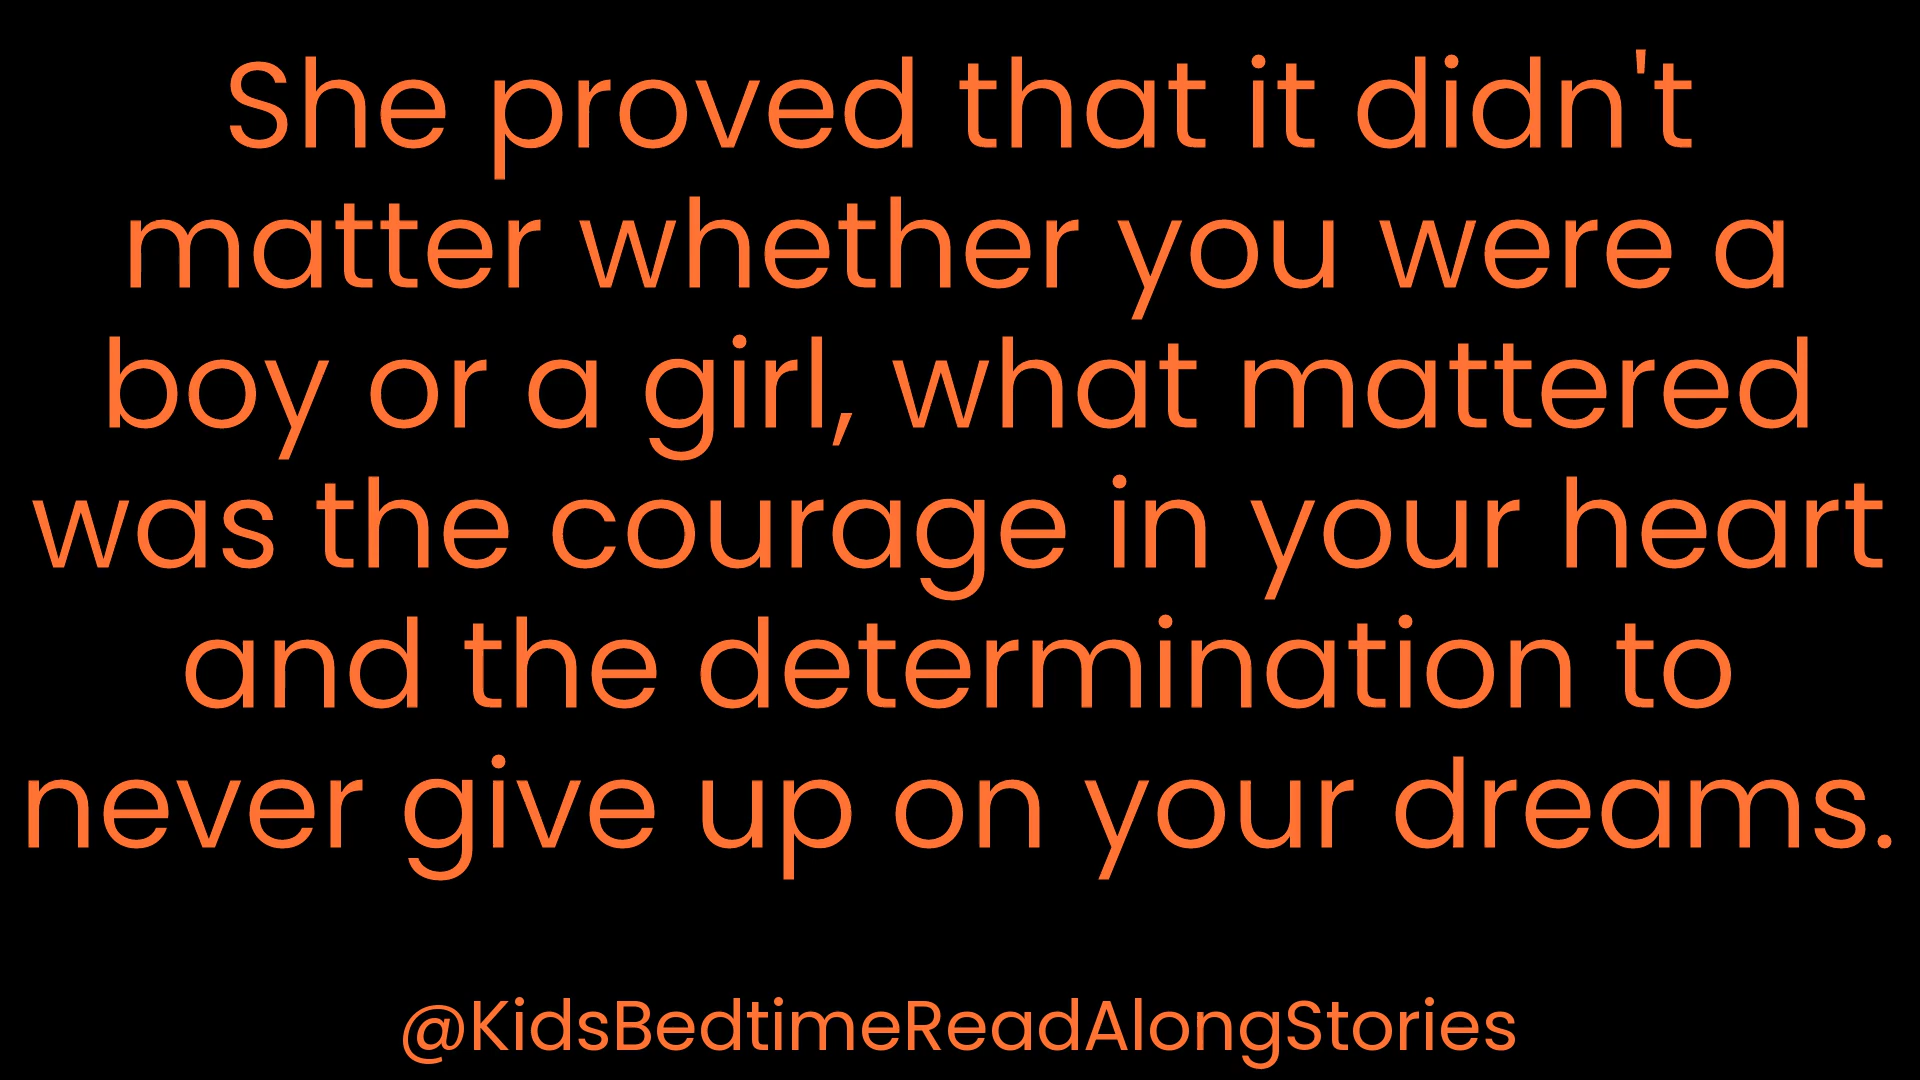 She proved that it didn't
matter whether you were a
boy or a girl, what mattered
was the courage in your heart
and the determination to
never give up on your dreams.
@KidsBedtimeReadAlongStories